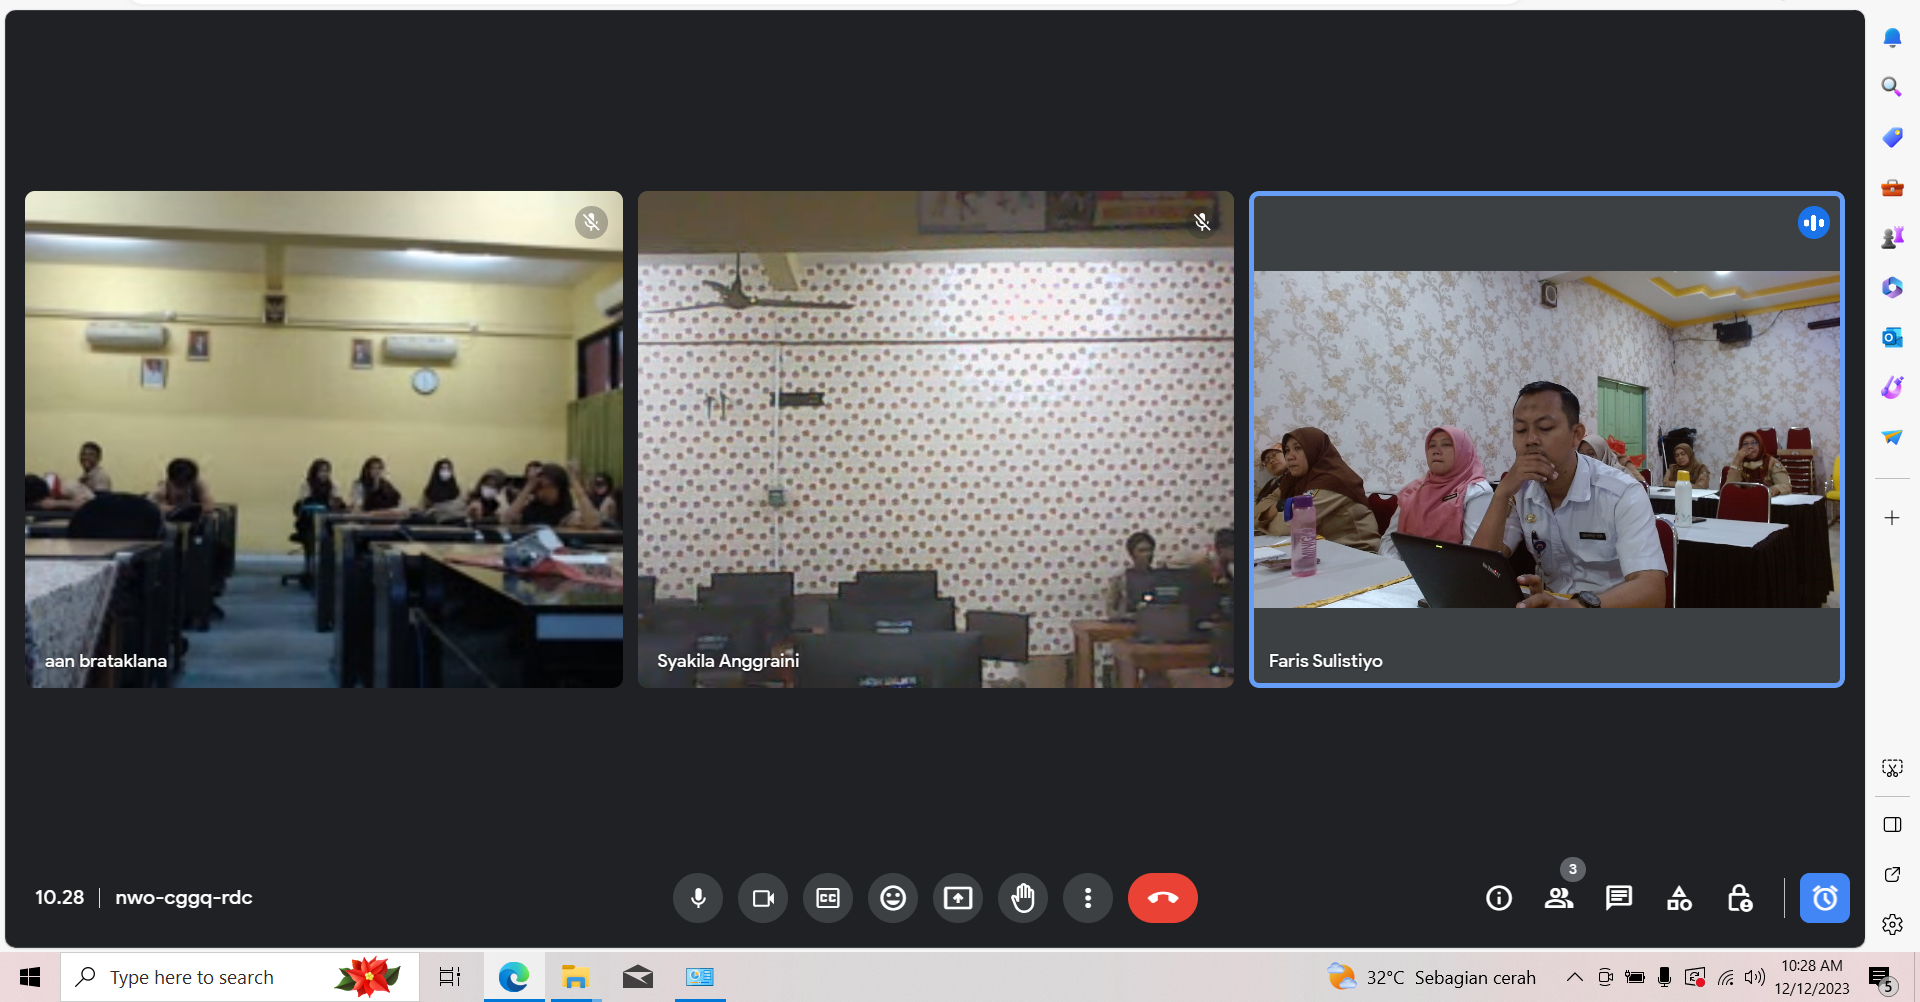 aan brataklana
Syakila Anggraini
Faris Sulistiyo
3
10.28
nwo-cggq-rdc
CC
Type here to search
32°C Sebagian cerah
10:28 AM
12/12/2023
5